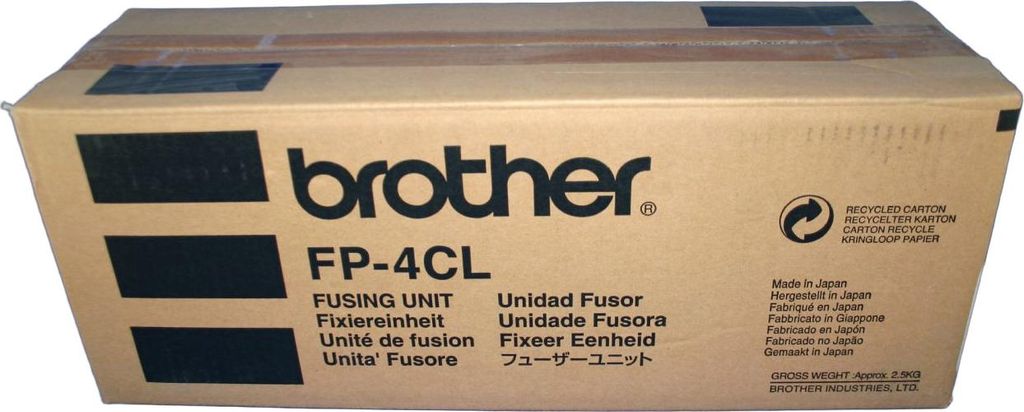 brother®
FP-4CL
FUSING UNIT
Fixiereinheit
Unité de fusion
Unita' Fusore
Unidad Fusor
Unidade Fusora
Fixeer Eenheid
フューザーユニット
RECYCLED CARTON
RECYCELTER KARTON
CARTON RECYCLE
KRINGLOOP PAPIER
Made in Japan
Hergestellt in Japan
Fabriqué en Japan
Fabbricato in Giappone
Fabricado en Japón
Fabricado no Japão
Gemaakt in Japan
GROSS WEGHT :Approx. 2.5KG
BROTHER INDUSTRIES, LTD.